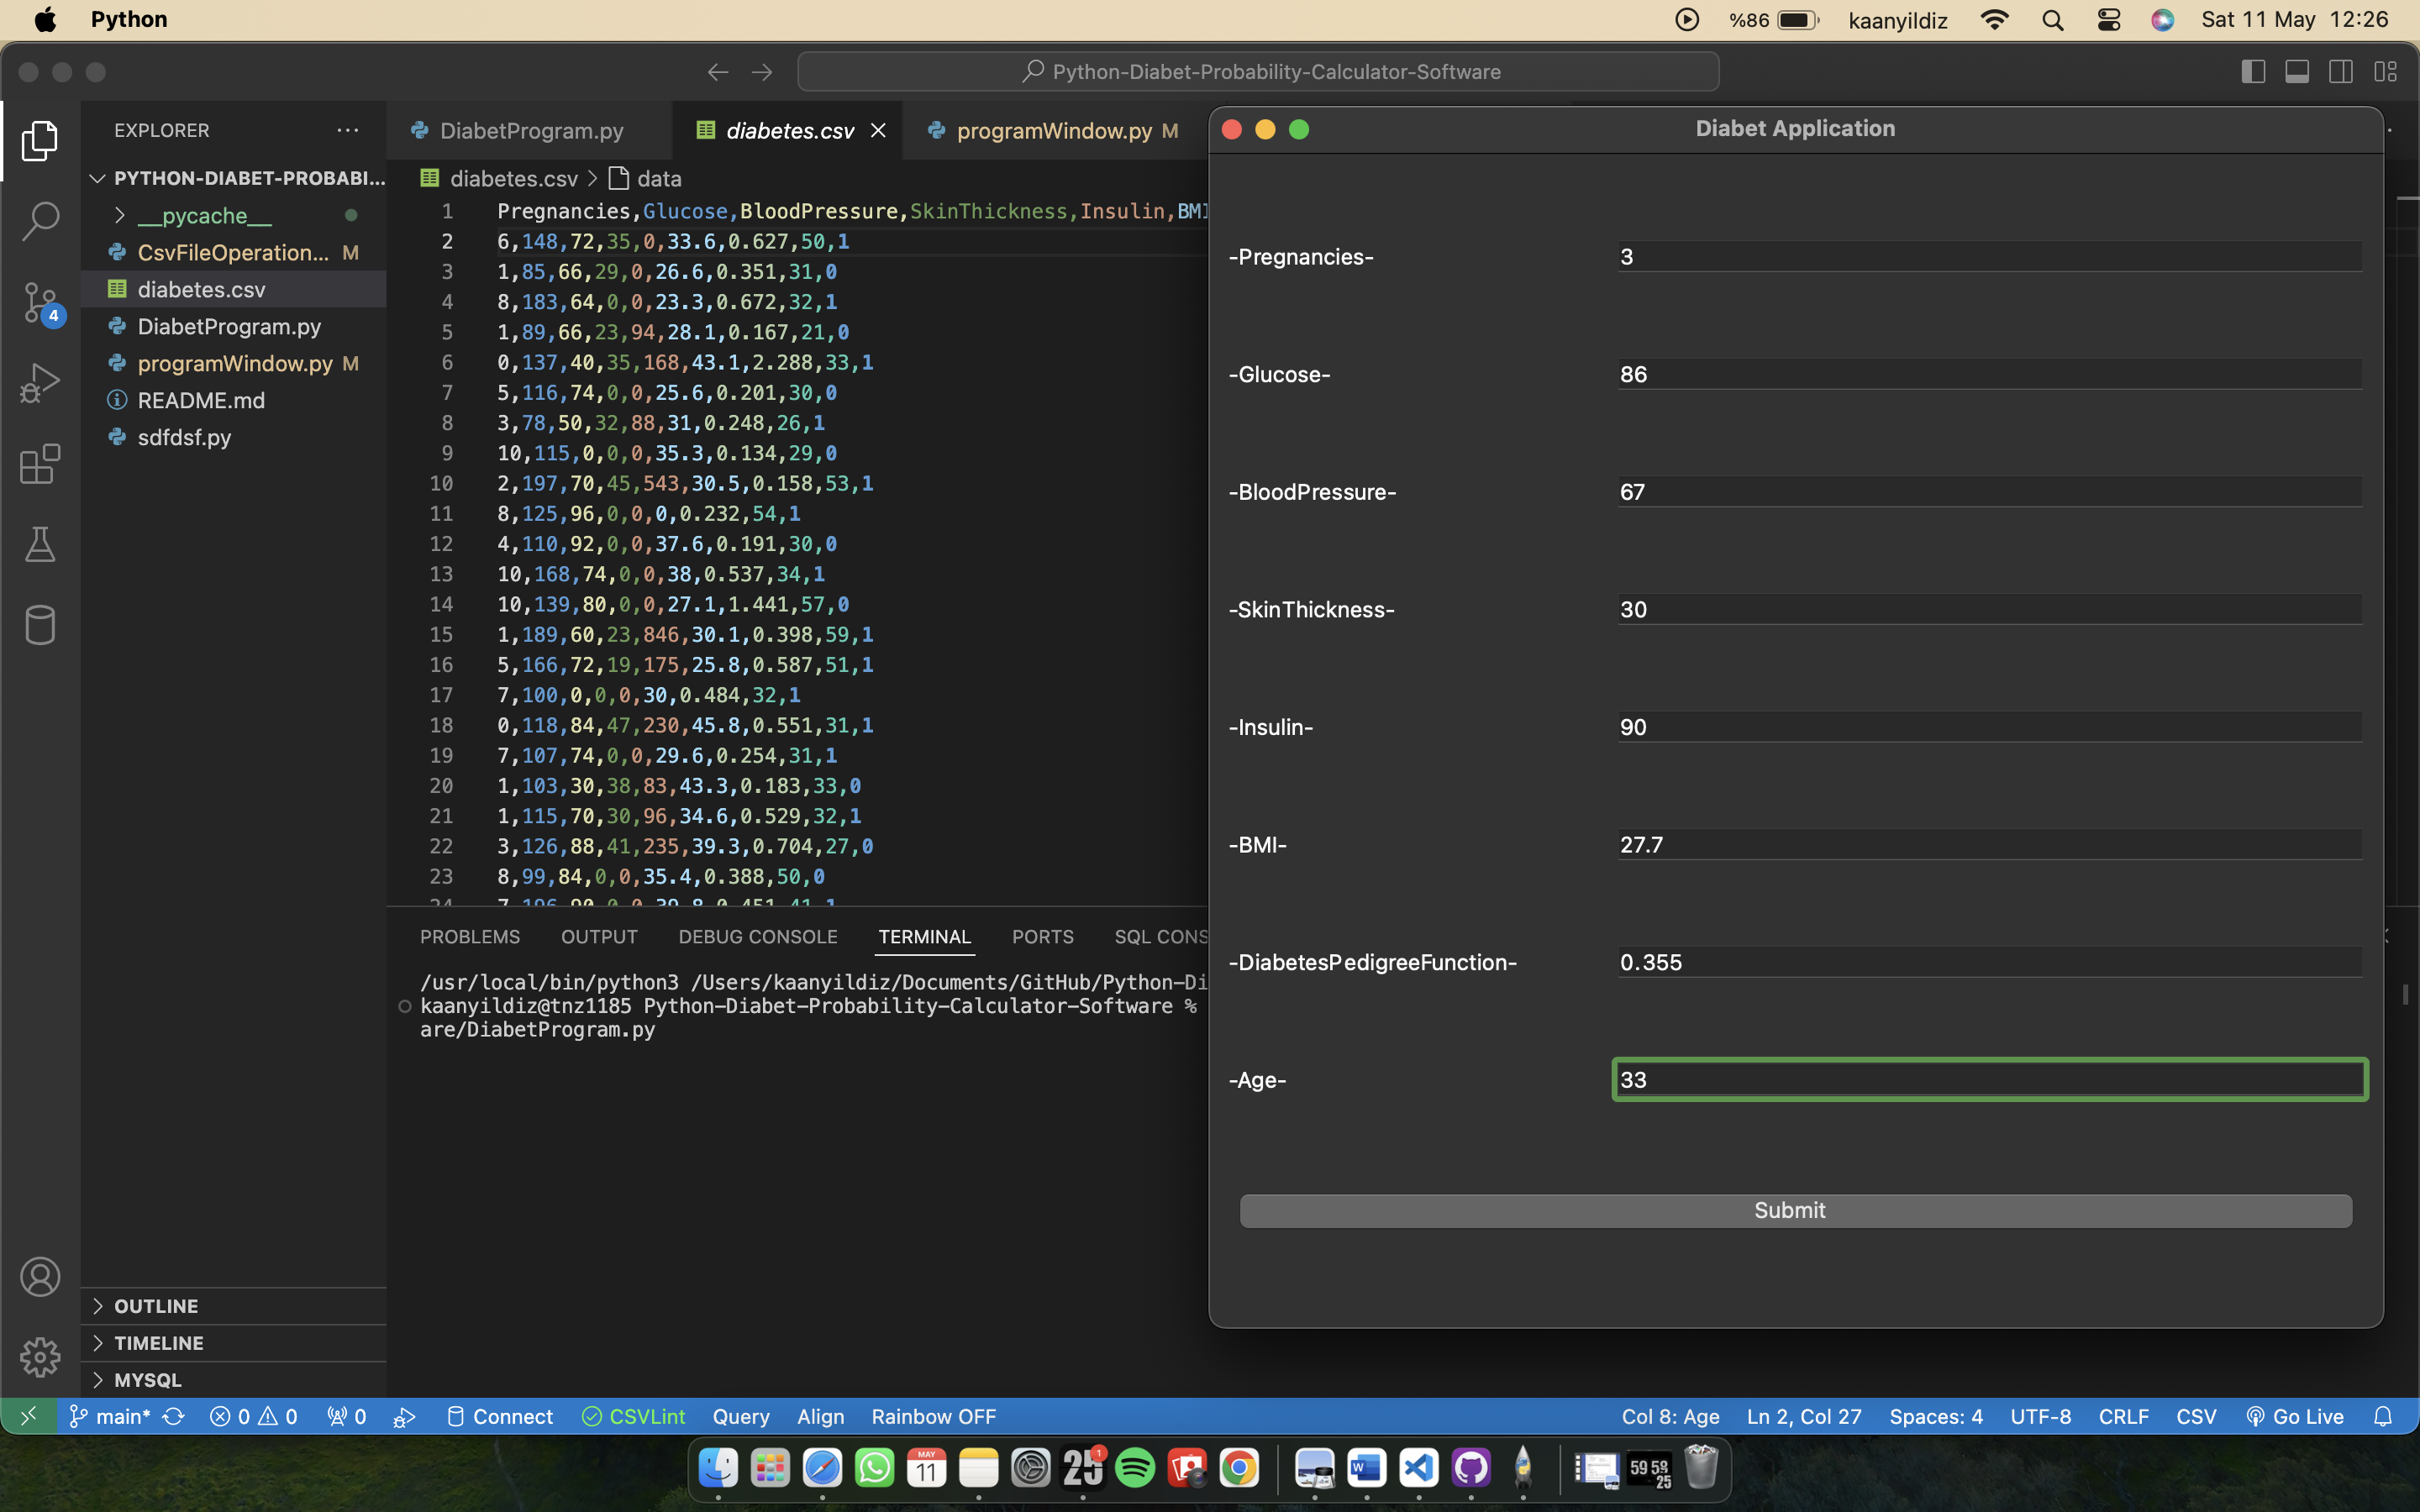 Python
%86
kaanyildiz
Sat 11 May 12:26
Python-Diabet-Probability-Calculator-Software
EXPLORER
PYTHON-DIABET-PROBABI...
__pycache__
CsvFileOperation... M
diabetes.csv
DiabetProgram.py
programWindow.py M
README.md
sdfdsf.py
4
OUTLINE
TIMELINE
MYSQL
DiabetProgram.py
diabetes.csv
programWindow.py M
diabetes.csv > data
1 Pregnancies,Glucose,BloodPressure,SkinThickness,Insulin,BMI
2 6,148,72,35,0,33.6,0.627,50,1
3 1,85,66,29,0,26.6,0.351,31,0
4 8,183,64,0,0,23.3,0.672,32,1
5 1,89,66,23,94,28.1,0.167,21,0
6 0,137,40,35,168,43.1,2.288,33,1
7 5,116,74,0,0,25.6,0.201,30,0
8 3,78,50,32,88,31,0.248,26,1
9 10,115,0,0,0,35.3,0.134,29,0
10 2,197,70,45,543,30.5,0.158,53,1
11 8,125,96,0,0,0,0.232,54,1
12 4,110,92,0,0,37.6,0.191,30,0
13 10,168,74,0,0,38,0.537,34,1
14 10,139,80,0,0,27.1,1.441,57,0
15 1,189,60,23,846,30.1,0.398,59,1
16 5,166,72,19,175,25.8,0.587,51,1
17 7,100,0,0,0,30,0.484,32,1
18 0,118,84,47,230,45.8,0.551,31,1
19 7,107,74,0,0,29.6,0.254,31,1
20 1,103,30,38,83,43.3,0.183,33,0
21 1,115,70,30,96,34.6,0.529,32,1
22 3,126,88,41,235,39.3,0.704,27,0
23 8,99,84,0,0,35.4,0.388,50,0
24 7,196,90,0,0,39.8,0.451,41,1
PROBLEMS OUTPUT DEBUG CONSOLE TERMINAL PORTS SQL CONS
/usr/local/bin/python3 /Users/kaanyildiz/Documents/GitHub/Python-Di
kaanyildiz@tnz1185 Python-Diabet-Probability-Calculator-Software %
are/DiabetProgram.py
Diabet Application
-Pregnancies- 3
-Glucose- 86
-BloodPressure- 67
-SkinThickness- 30
-Insulin- 90
-BMI- 27.7
-DiabetesPedigreeFunction- 0.355
-Age- 33
Submit
main* 0 0 0 Connect CSVLint Query Align Rainbow OFF Col 8: Age Ln 2, Col 27 Spaces: 4 UTF-8 CRLF CSV Go Live
MAY
11
25
1
W
59 59
25